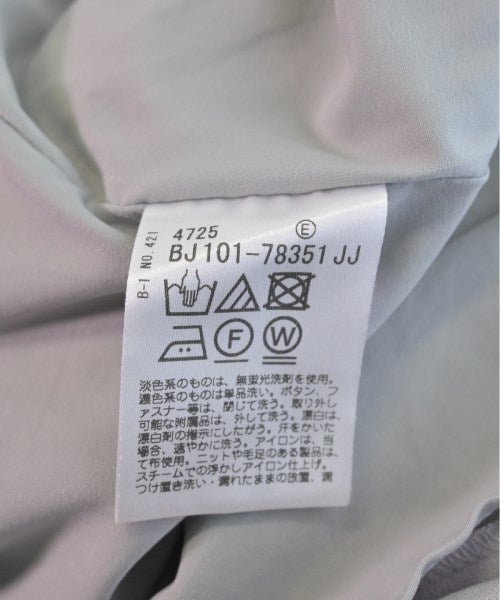 B-I NO. 421
4725 E
BJ101-78351 JJ
F W
淡色系のものは、無蛍光洗剤を使用。
濃色系のものは単品洗い。ボタン、フ
ァスナー等は、閉じて洗う。取り外し
可能な附属品は、外して洗う。漂白は、
漂白剤の指示にしたがう。汗をかいた
場合、速やかに洗う。アイロンは、当
て布使用。ニットや毛足のある製品は、
スチームでの浮かしアイロン仕上げ。
つけ置き洗い・濡れたままの放置、濡